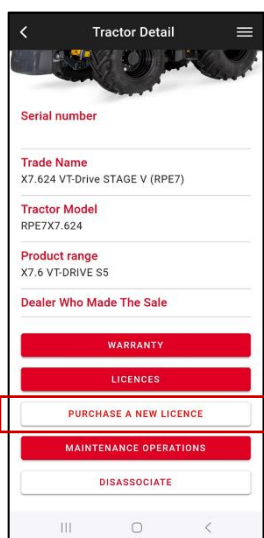 Tractor Detail
Serial number
Trade Name
X7.624 VT-Drive STAGE V (RPE7)
Tractor Model
RPE7X7.624
Product range
X7.6 VT-DRIVE S5
Dealer Who Made The Sale
WARRANTY
LICENCES
PURCHASE A NEW LICENCE
MAINTENANCE OPERATIONS
DISASSOCIATE